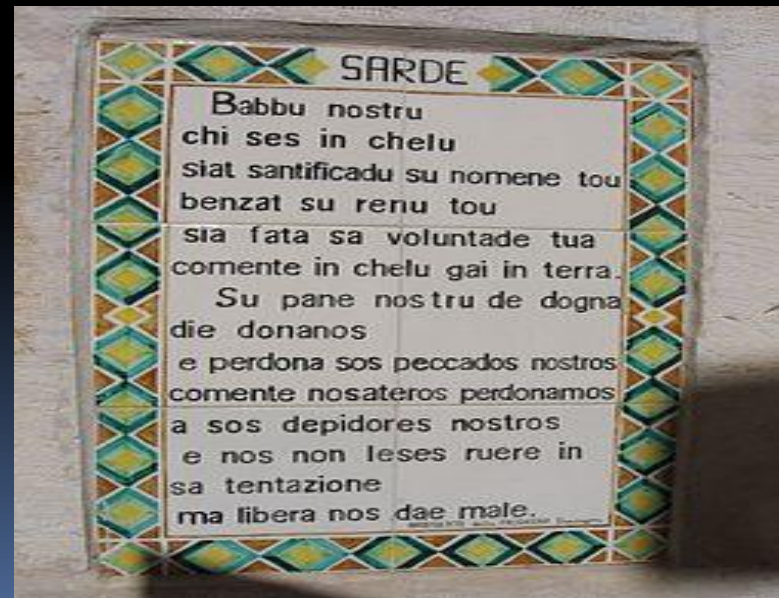 SARDE
Babbu nostru
chi ses in chelu
siat santificadu su nomene tou
benzat su renu tou
sia fata sa voluntade tua
comente in chelu gai in terra.
Su pane nostru de dogna
die donanos
e perdona sos peccados nostros
comente nosateros perdonamos
a sos depidores nostros
e nos non leses ruere in
sa tentazione
ma libera nos dae male.